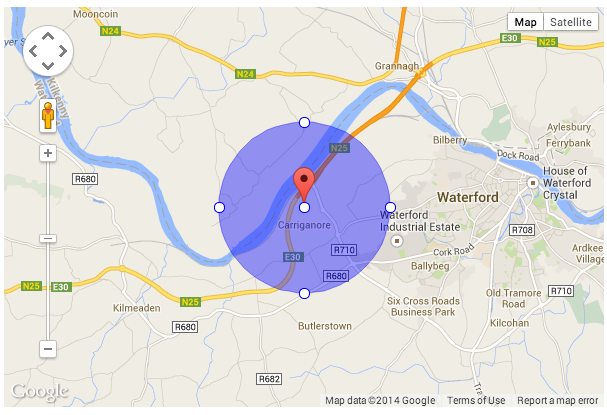 Mooncoin
Map
Satellite
N24
E30
N25
Grannagh
N24
N24
Kilkenny
Bilberry
Aylesbury
Ferrybank
N25
Dock Road
R680
House of
Waterford
Crystal
Waterford
Waterford
Industrial Estate
Carriganore
R708
R710
Cork Road
Ardkee
Village
E30
Ballybeg
R680
N25
E30
N25
Kilmeaden
Six Cross Roads
Business Park
Old Tramore
Road
R710
R680
Butlerstown
Kilcohan
R682
Google
Map data ©2014 Google
Terms of Use
Report a map error